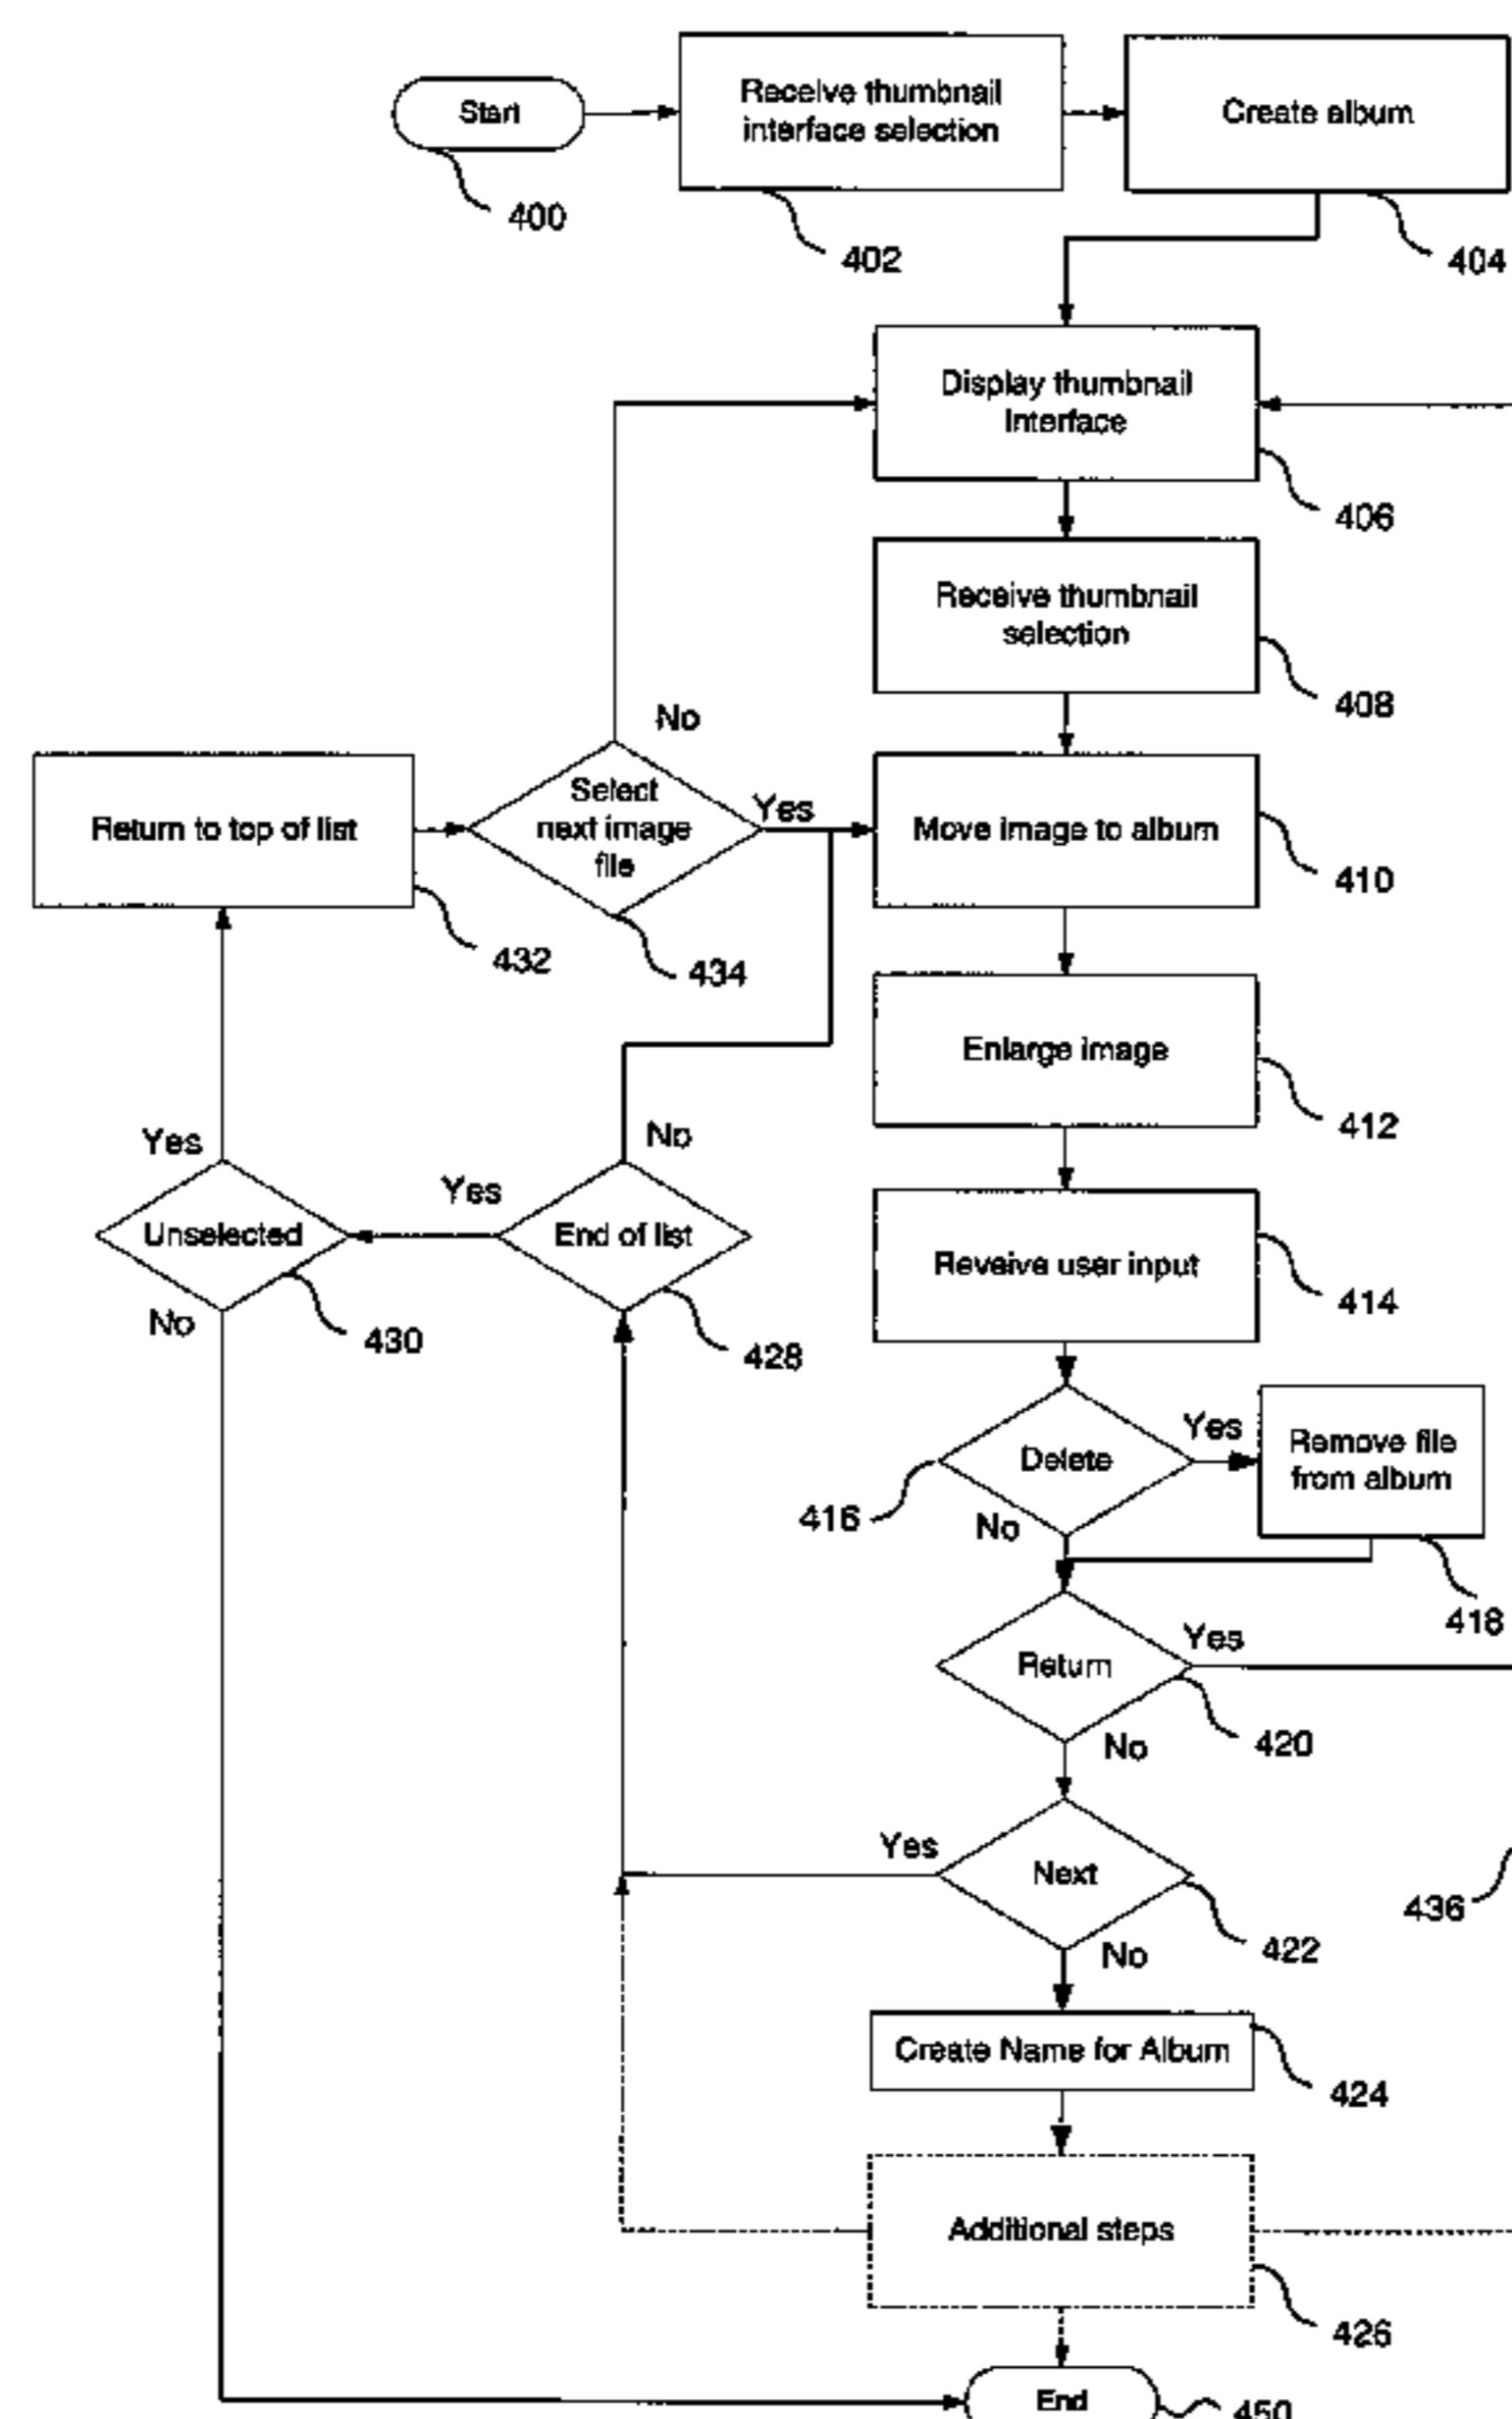 Start
400
Receive thumbnail
interface selection
402
Create album
404
Display thumbnail
Interface
406
Receive thumbnail
selection
408
No
Return to top of list
432
Select
next image
file
434
Yes
Move image to album
410
Enlarge image
412
Yes
Unselected
No
430
Yes
End of list
No
428
Reveive user input
414
Delete
416
Yes
No
Remove file
from album
418
Return
Yes
420
No
Yes
Next
422
436
No
Create Name for Album
424
Additional steps
426
End
450